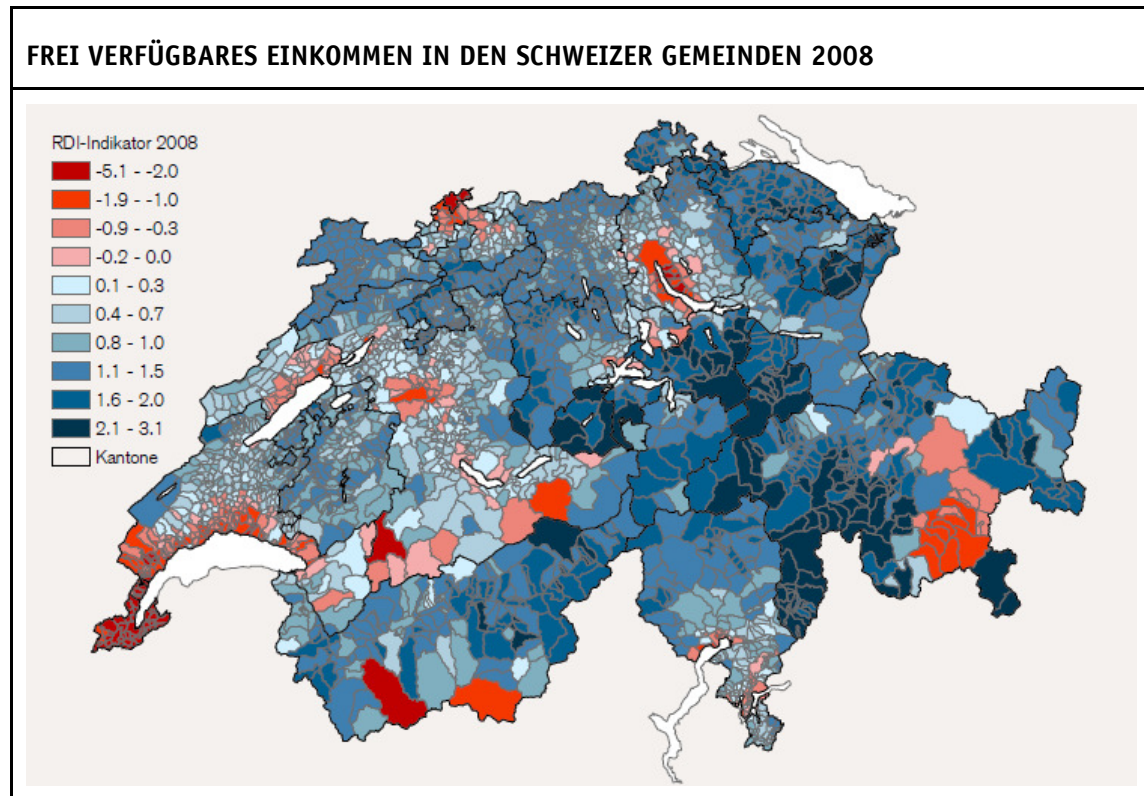 FREI VERFÜGBARES EINKOMMEN IN DEN SCHWEIZER GEMEINDEN 2008
RDI-Indikator 2008
-5.1 - -2.0
-1.9 - -1.0
-0.9 - -0.3
-0.2 - 0.0
0.1 - 0.3
0.4 - 0.7
0.8 - 1.0
1.1 - 1.5
1.6 - 2.0
2.1 - 3.1
Kantone